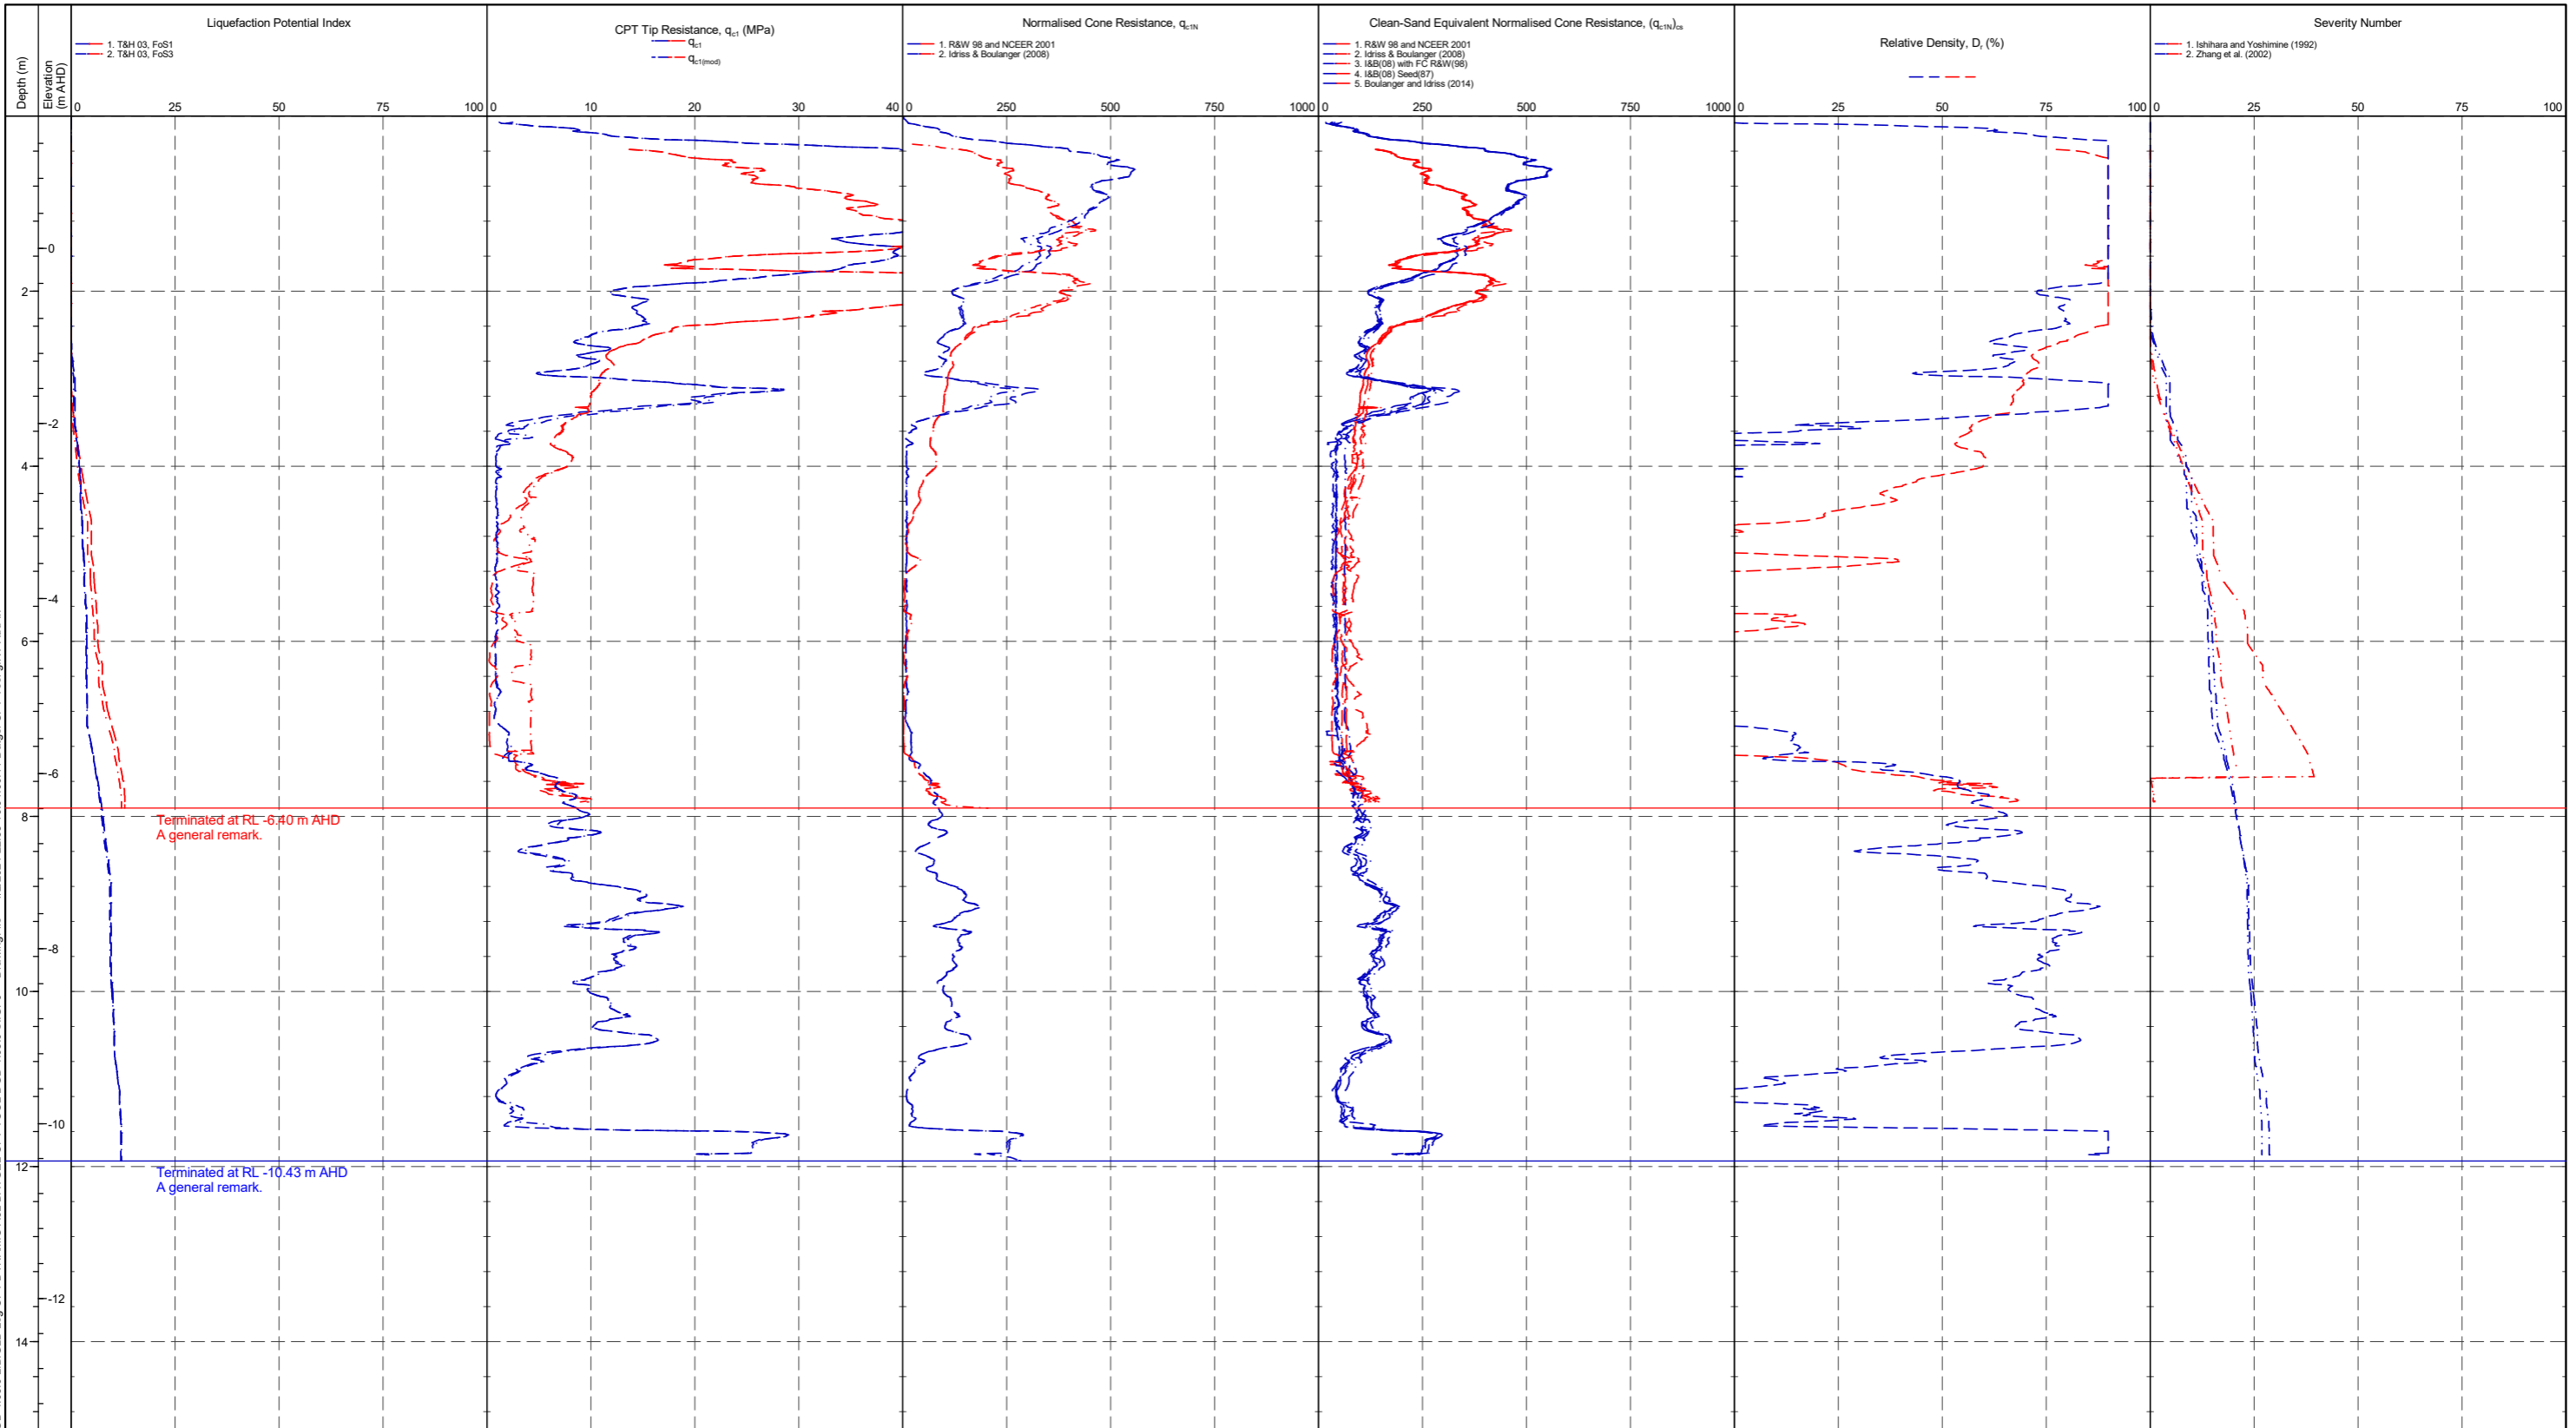 Liquefaction Potential Index
1. T&H 03, FoS1
2. T&H 03, FoS3
CPT Tip Resistance, qc1 (MPa)
qc1
qc1(mod)
Normalised Cone Resistance, qc1N
1. R&W 98 and NCEER 2001
2. Idriss & Boulanger (2008)
Clean-Sand Equivalent Normalised Cone Resistance, (qc1N)cs
1. R&W 98 and NCEER 2001
2. Idriss & Boulanger (2008)
3. I&B(08) with FC R&W(98)
4. I&B(08) Seed(87)
5. Boulanger and Idriss (2014)
Relative Density, Dr (%)
Severity Number
1. Ishihara and Yoshimine (1992)
2. Zhang et al. (2002)
Depth (m)
Elevation
(m AHD)
0 25 50 75 100
0 10 20 30 40
0 250 500 750 1000
0 250 500 750 1000
0 25 50 75 100
0 25 50 75 100
0
2
-2
4
-4
6
-6
8
Terminated at RL -6.40 m AHD
A general remark.
-8
10
-10
12
Terminated at RL -10.43 m AHD
A general remark.
-12
14